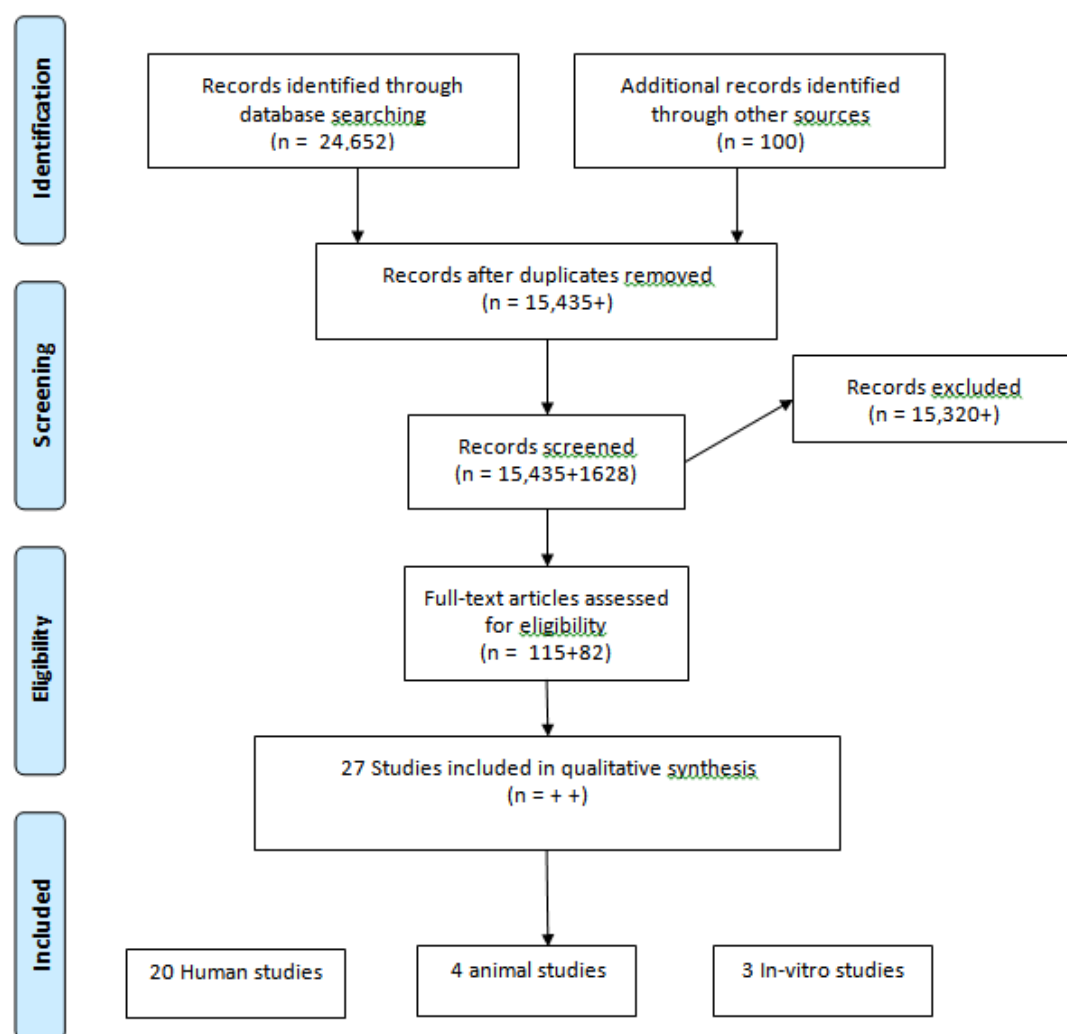 Identification
Records identified through
database searching
(n =  24,652)
Additional records identified
through other sources
(n = 100)
Records after duplicates removed
(n = 15,435+)
Screening
Records excluded
(n = 15,320+)
Records screened
(n = 15,435+1628)
Eligibility
Full-text articles assessed
for eligibility
(n =  115+82)
27 Studies included in qualitative synthesis
(n = + +)
Included
20 Human studies
4 animal studies
3 In-vitro studies